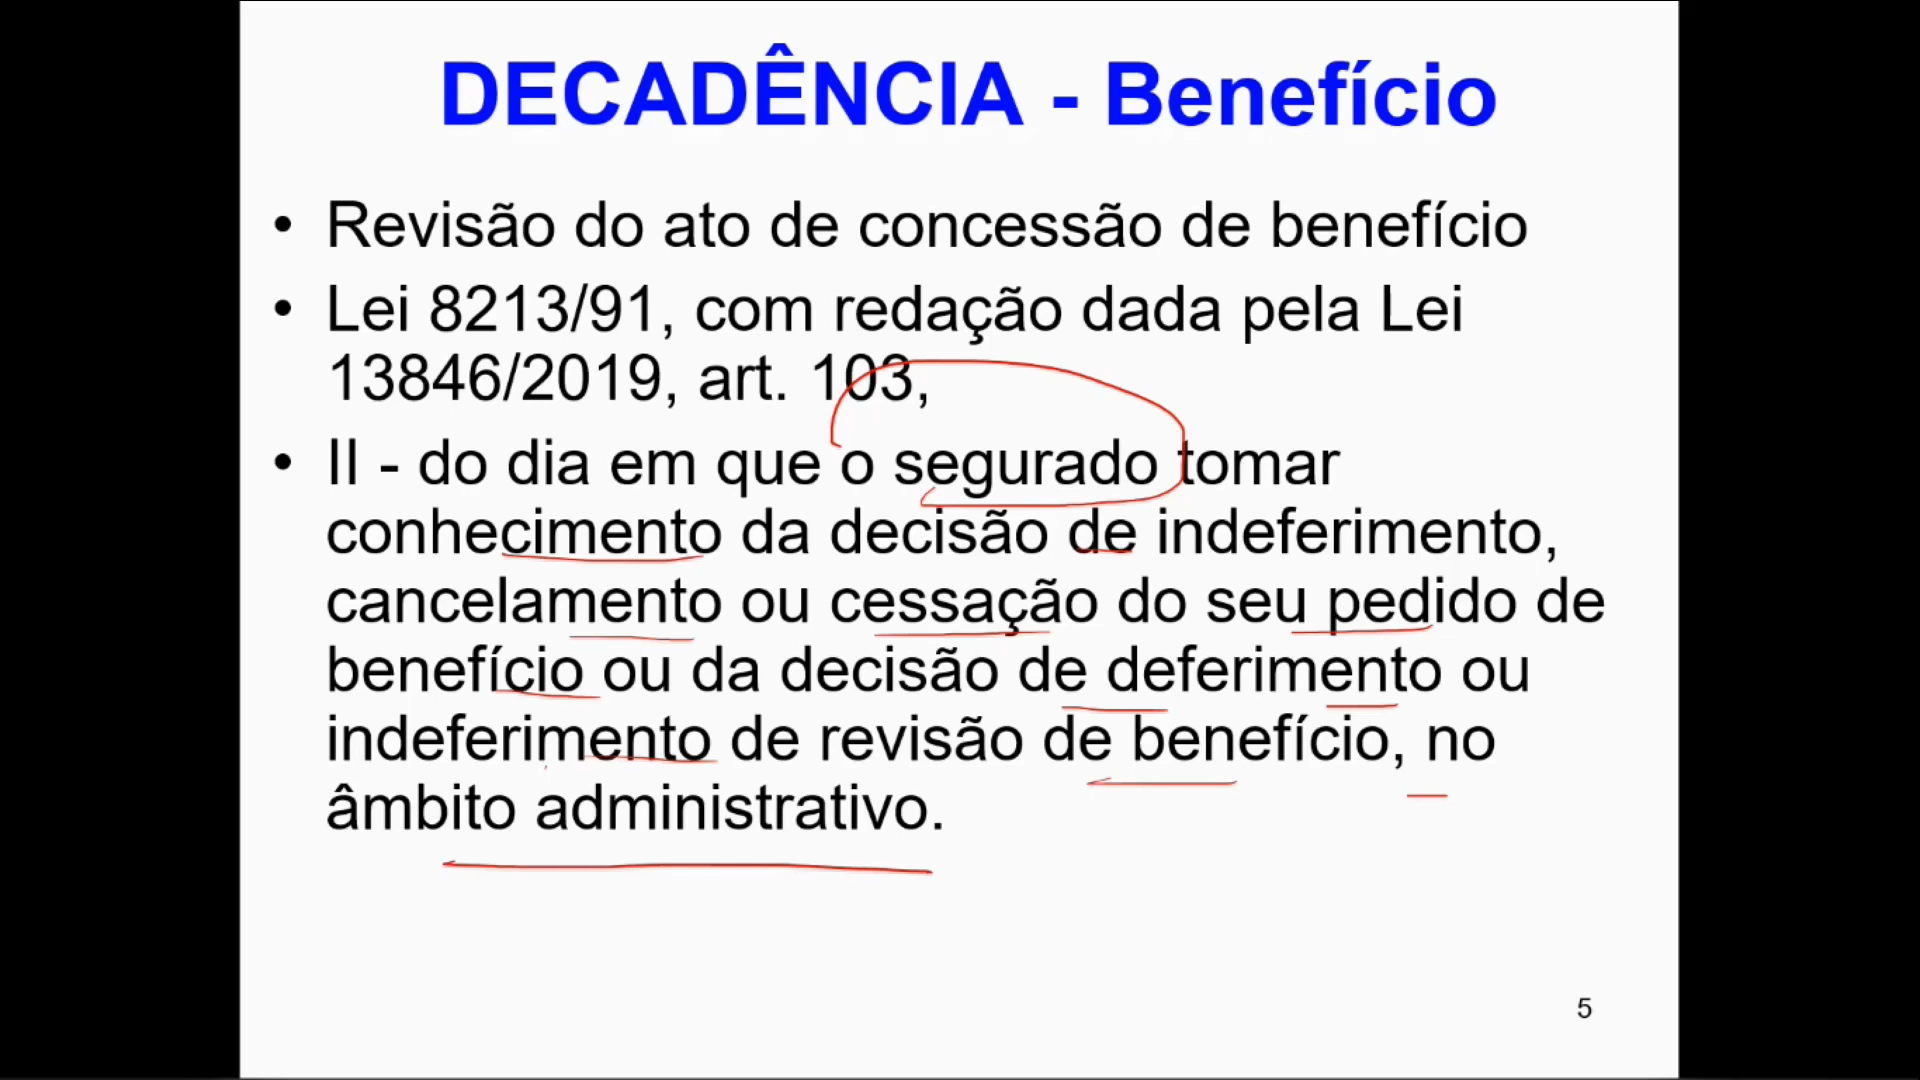 DECADÊNCIA - Benefício
• Revisão do ato de concessão de benefício
• Lei 8213/91, com redação dada pela Lei
13846/2019, art. 103,
• II - do dia em que o segurado tomar
conhecimento da decisão de indeferimento,
cancelamento ou cessação do seu pedido de
benefício ou da decisão de deferimento ou
indeferimento de revisão de benefício, no
âmbito administrativo.
5